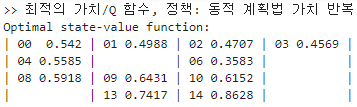 >> 최적의 가치/Q 함수, 정책: 동적 계획법 가치 반복
Optimal state-value function:
| 00  0.542 | 01 0.4988 | 02 0.4707 | 03 0.4569 |
| 04 0.5585 |           | 06 0.3583 |           |
| 08 0.5918 | 09 0.6431 | 10 0.6152 |           |
|           | 13 0.7417 | 14 0.8628 |           |